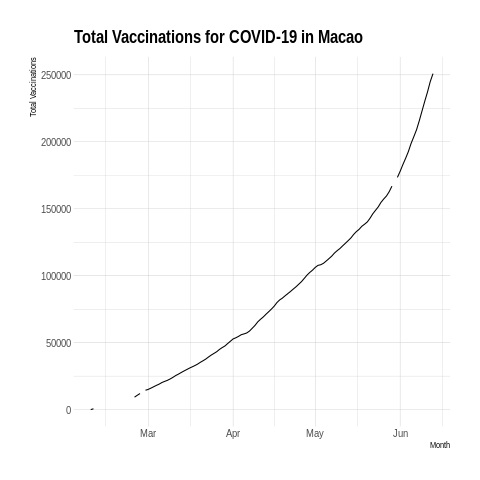 Total Vaccinations for COVID-19 in Macao
Total Vaccinations
250000
200000
150000
100000
50000
0
Mar Apr May Jun
Month